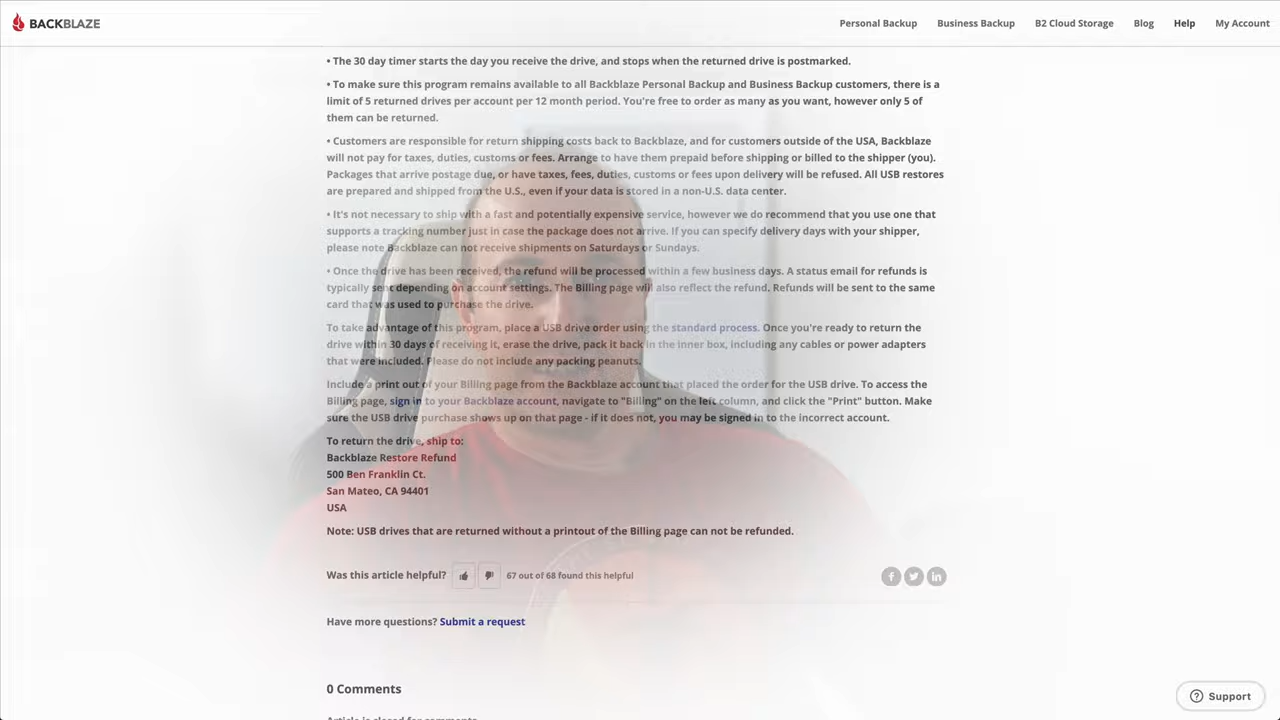 BACKBLAZE
Personal Backup
Business Backup
B2 Cloud Storage
Blog
Help
My Account
• The 30 day timer starts the day you receive the drive, and stops when the returned drive is postmarked.
• To make sure this program remains available to all Backblaze Personal Backup and Business Backup customers, there is a
limit of 5 returned drives per account per 12 month period. You're free to order as many as you want, however only 5 of
them can be returned.
• Customers are responsible for return shipping costs back to Backblaze, and for customers outside of the USA, Backblaze
will not pay for taxes, duties, customs or fees. Arrange to have them prepaid before shipping or billed to the shipper (you).
Packages that arrive postage due, or have taxes, fees, duties, customs or fees upon delivery will be refused. All USB restores
are prepared and shipped from the U.S., even if your data is stored in a non-U.S. data center.
• It's not necessary to ship with a fast and potentially expensive service, however we do recommend that you use one that
supports a tracking number just in case the package does not arrive. If you can specify delivery days with your shipper,
please note Backblaze can not receive shipments on Saturdays or Sundays.
• Once the drive has been received, the refund will be processed within a few business days. A status email for refunds is
typically sent depending on account settings. The Billing page will also reflect the refund. Refunds will be sent to the same
card that was used to purchase the drive.
To take advantage of this program, place a USB drive order using the standard process. Once you're ready to return the
drive within 30 days of receiving it, erase the drive, pack it back in the inner box, including any cables or power adapters
that were included. Please do not include any packing peanuts.
Include a print out of your Billing page from the Backblaze account that placed the order for the USB drive. To access the
Billing page, sign in to your Backblaze account, navigate to "Billing" on the left column, and click the "Print" button. Make
sure the USB drive purchase shows up on that page - if it does not, you may be signed in to the incorrect account.
To return the drive, ship to:
Backblaze Restore Refund
500 Ben Franklin Ct.
San Mateo, CA 94401
USA
Note: USB drives that are returned without a printout of the Billing page can not be refunded.
Was this article helpful?
67 out of 68 found this helpful
Have more questions? Submit a request
0 Comments
Article is closed for comments.
Support